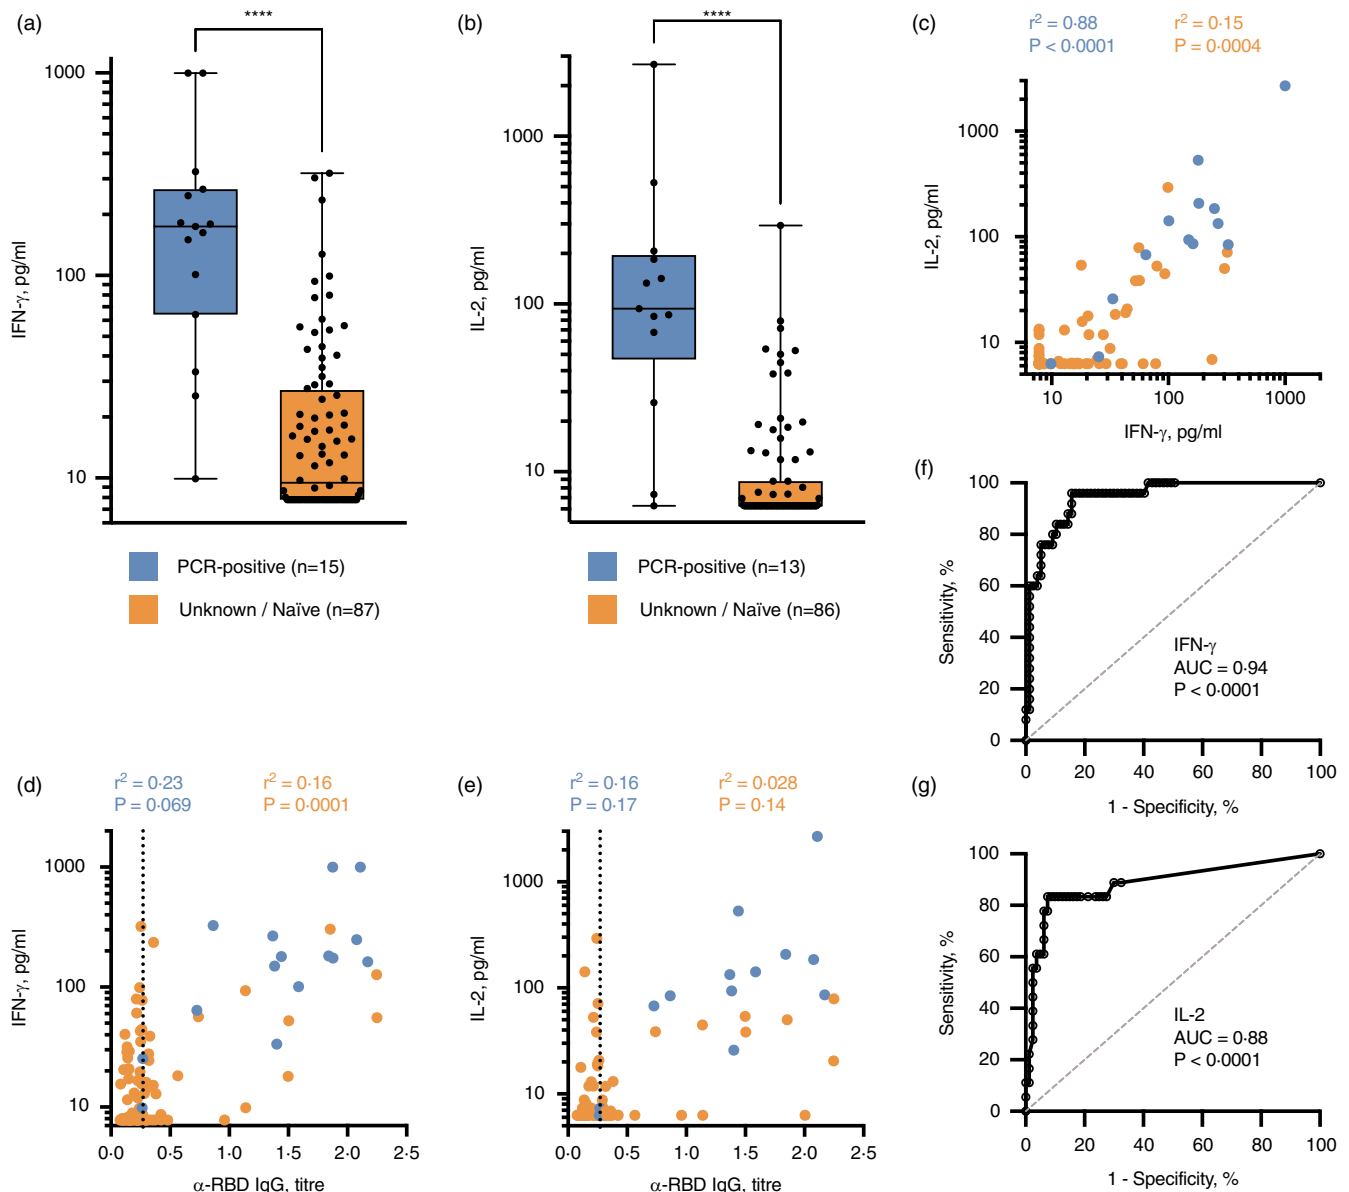 (a)
****
IFN-γ, pg/ml
1000
100
10
PCR-positive (n=15)
Unknown / Naïve (n=87)
(b)
****
IL-2, pg/ml
1000
100
10
PCR-positive (n=13)
Unknown / Naïve (n=86)
(c)
r² = 0·88
P < 0·0001
r² = 0·15
P = 0·0004
IL-2, pg/ml
1000
100
10
10 100 1000
IFN-γ, pg/ml
(d)
r² = 0·23
P = 0·069
r² = 0·16
P = 0·0001
IFN-γ, pg/ml
1000
100
10
0·0 0·5 1·0 1·5 2·0 2·5
α-RBD IgG, titre
(e)
r² = 0·16
P = 0·17
r² = 0·028
P = 0·14
IL-2, pg/ml
1000
100
10
0·0 0·5 1·0 1·5 2·0 2·5
α-RBD IgG, titre
(f)
Sensitivity, %
100
80
60
40
20
0
IFN-γ
AUC = 0·94
P < 0·0001
0 20 40 60 80 100
1 - Specificity, %
(g)
Sensitivity, %
100
80
60
40
20
0
IL-2
AUC = 0·88
P < 0·0001
0 20 40 60 80 100
1 - Specificity, %